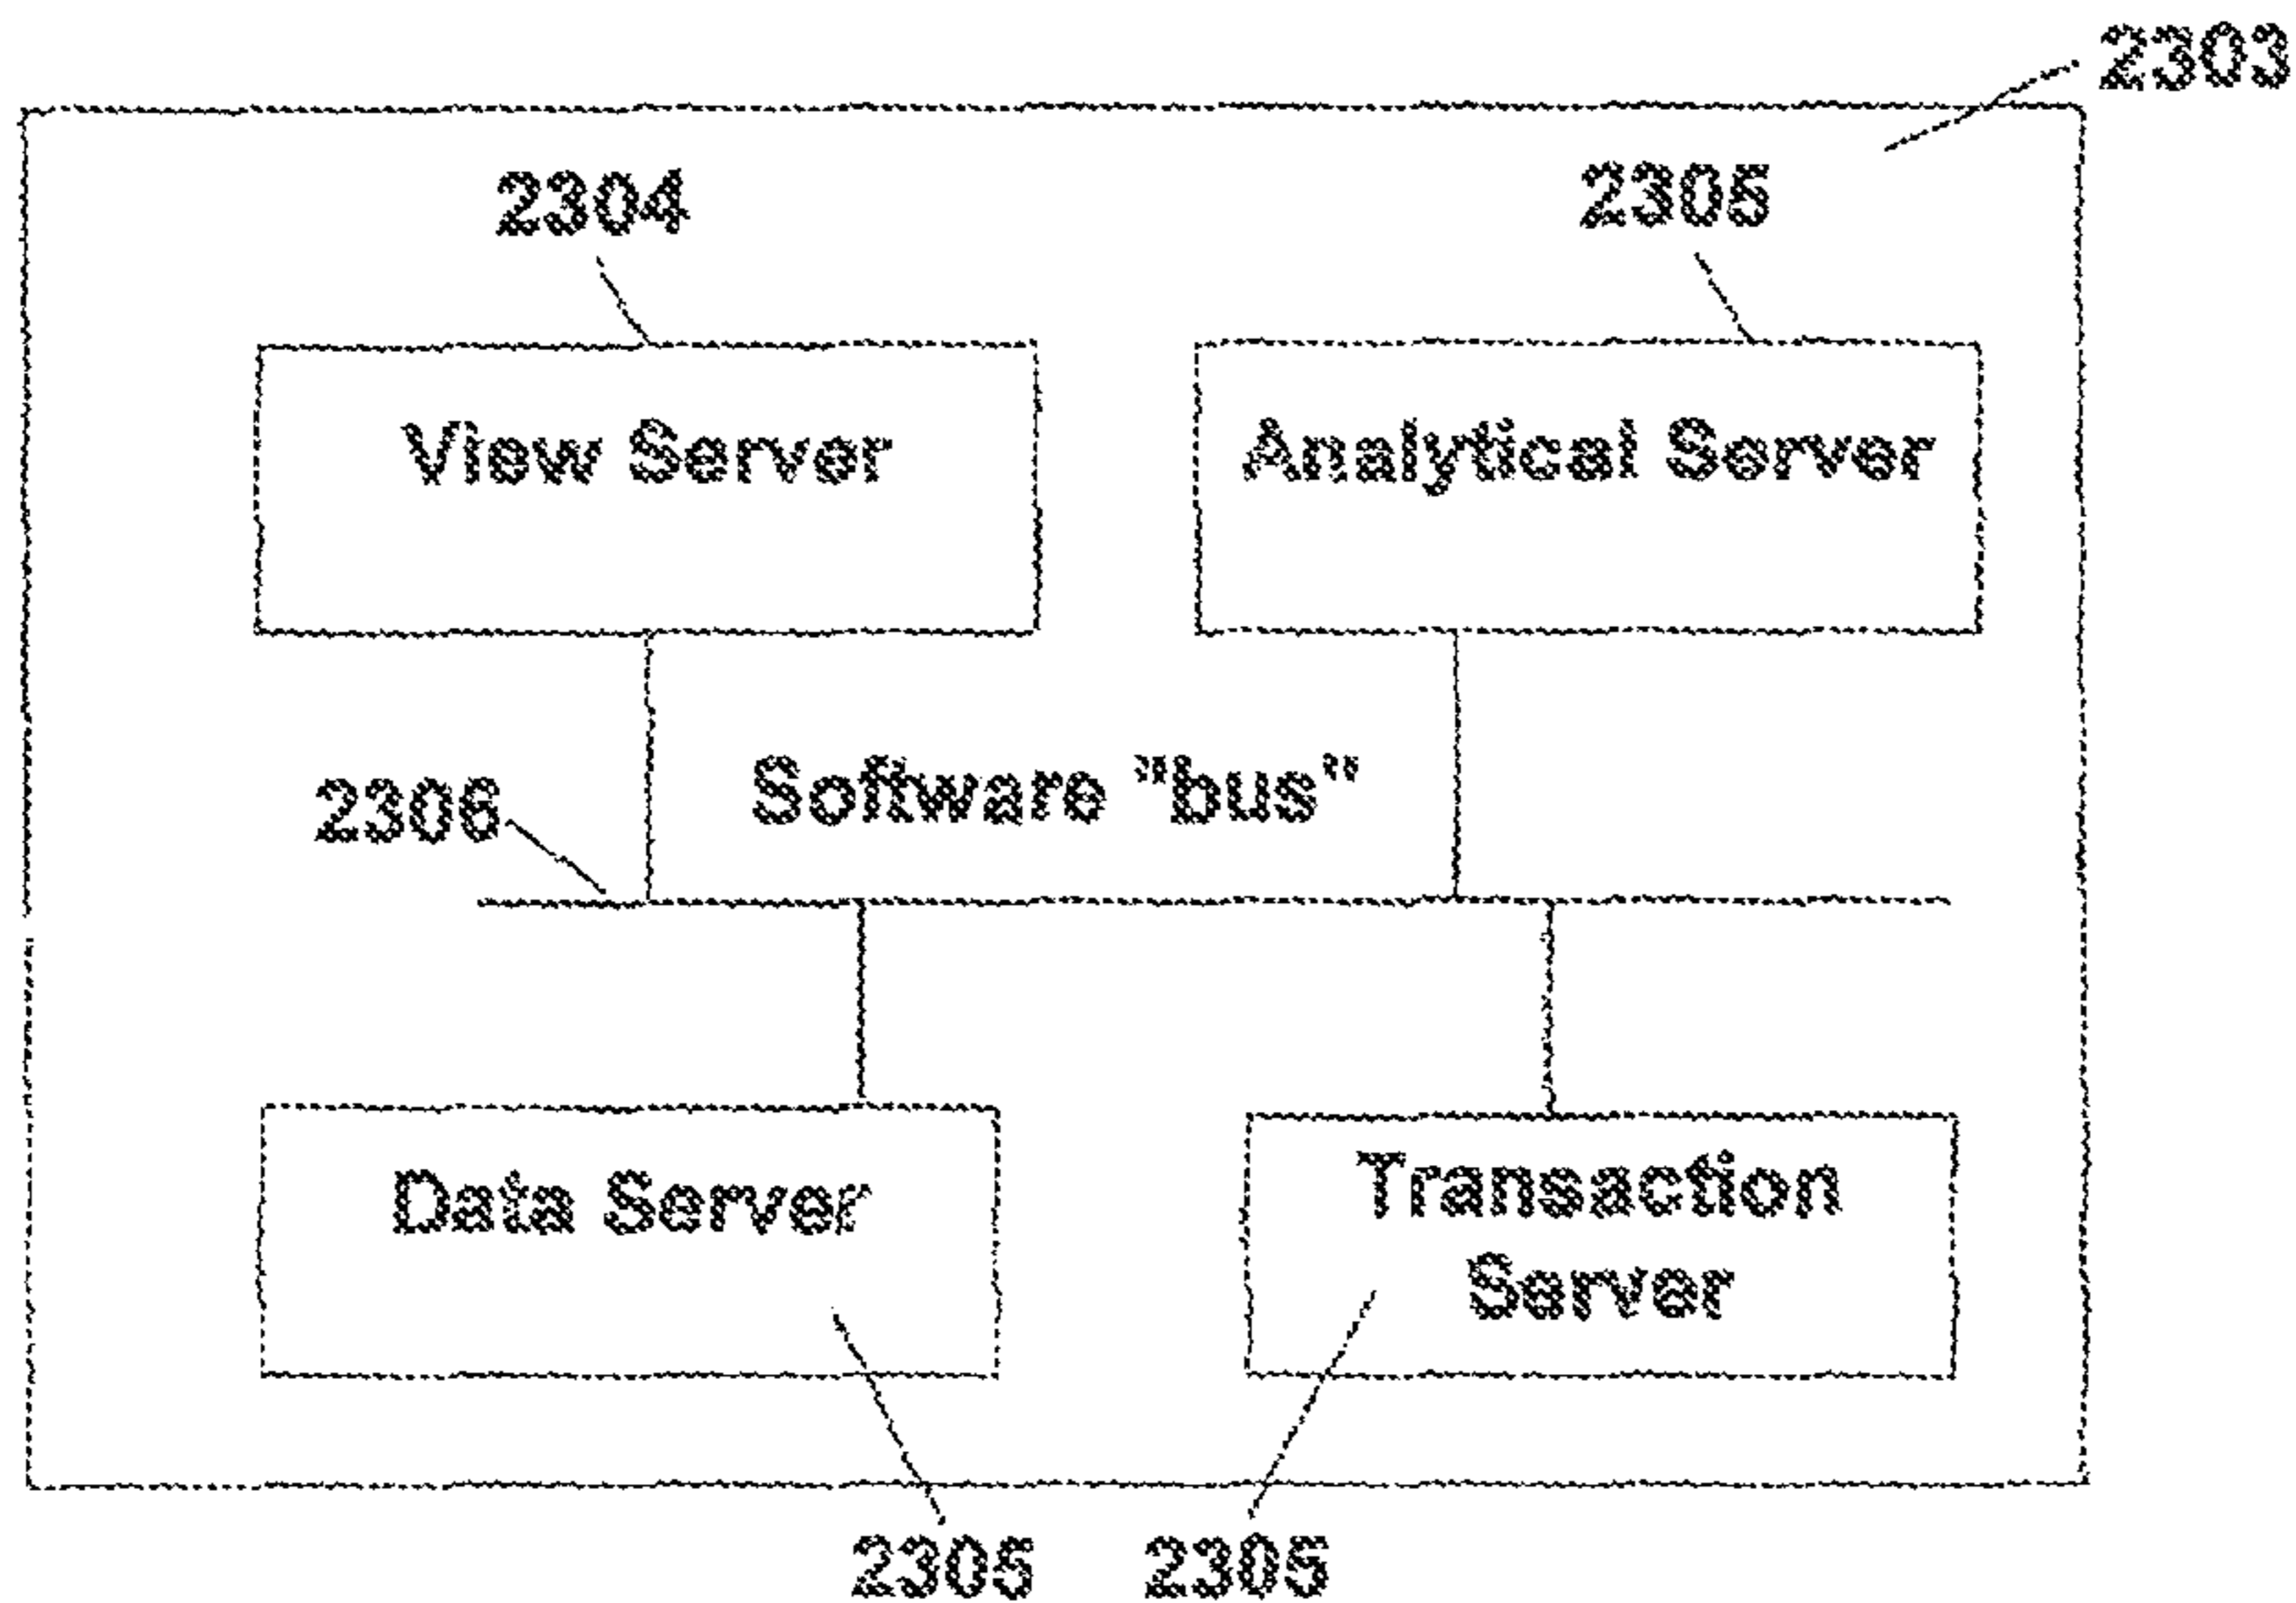 2303
2304
2305
View Server
Analytical Server
Software "bus"
2306
Data Server
Transaction
Server
2305
2305